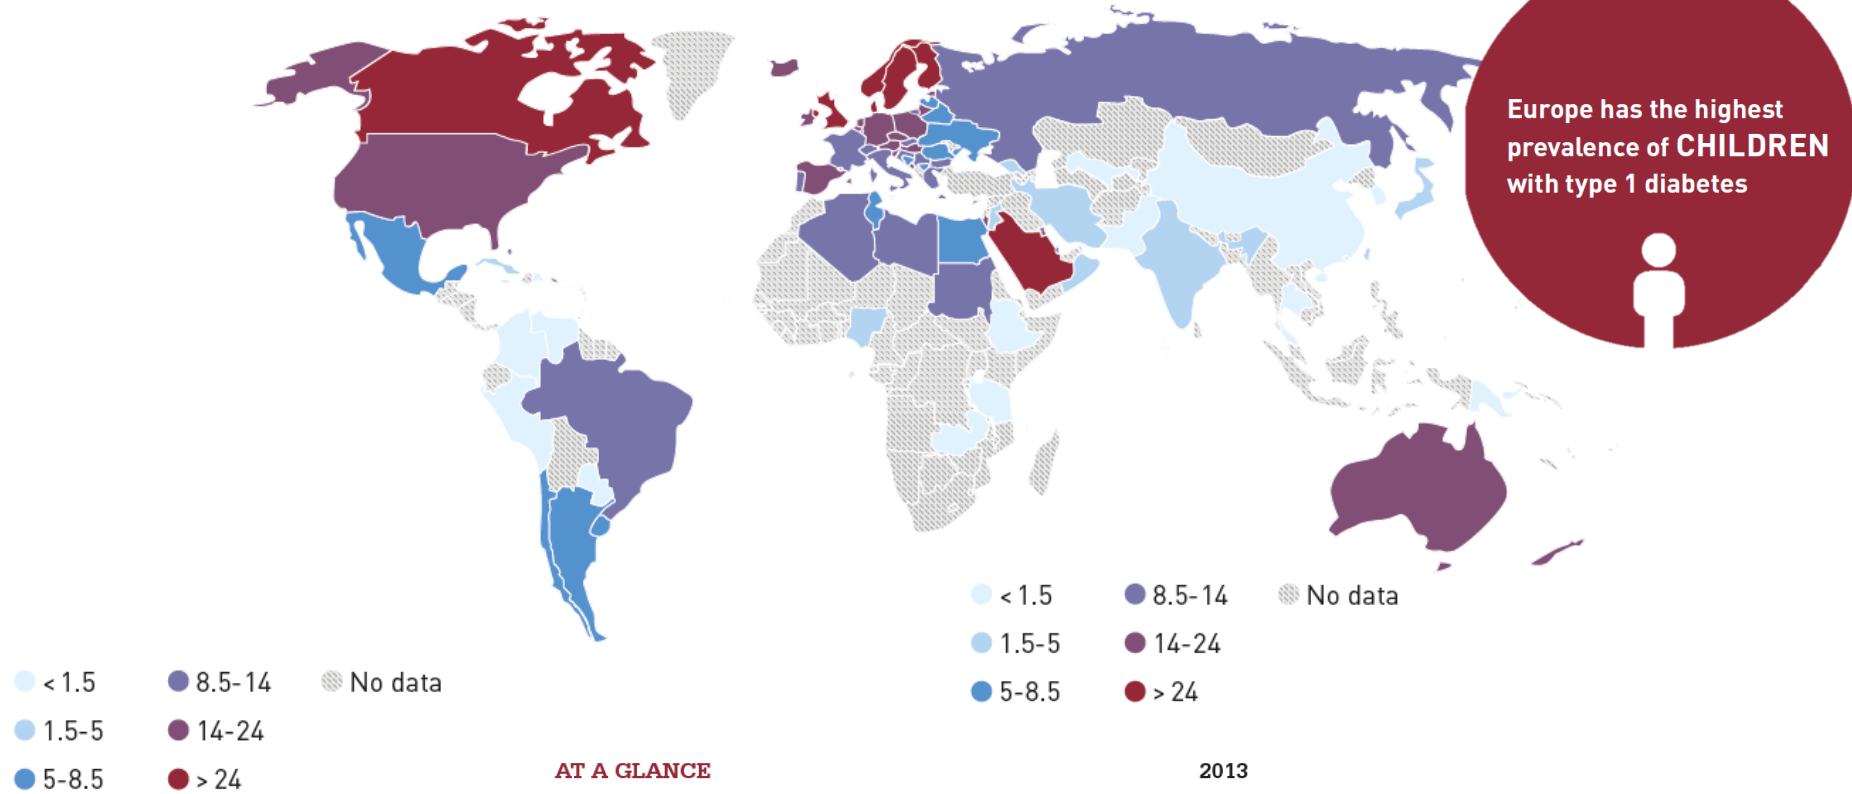 Europe has the highest
prevalence of CHILDREN
with type 1 diabetes
< 1.5
8.5-14
No data
1.5-5
14-24
5-8.5
> 24
< 1.5
8.5-14
No data
1.5-5
14-24
5-8.5
> 24
AT A GLANCE
2013